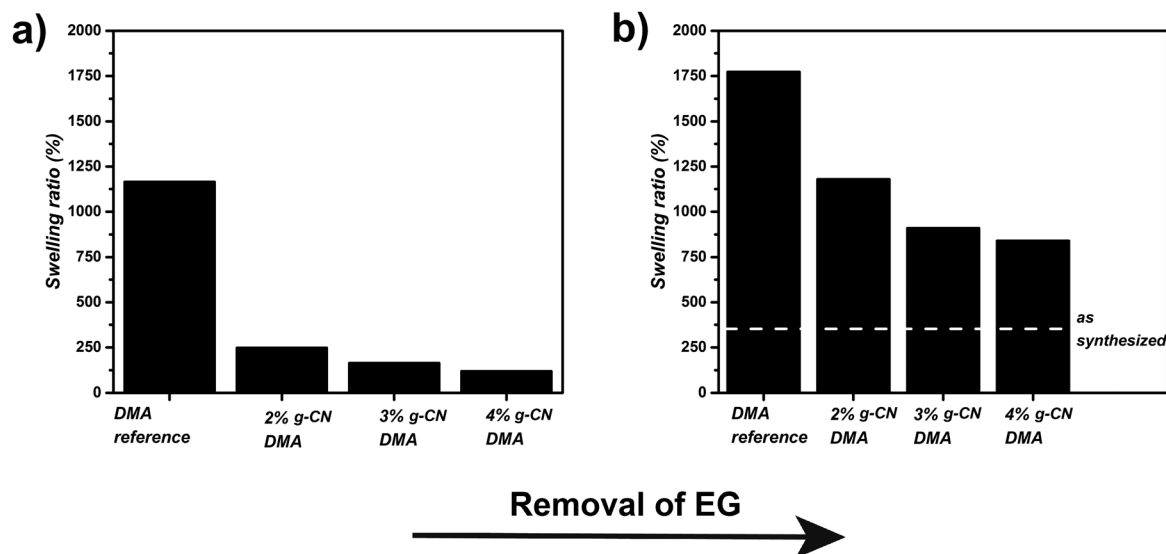 a)
Swelling ratio (%)
2000
1750
1500
1250
1000
750
500
250
0
DMA
reference
2% g-CN
DMA
3% g-CN
DMA
4% g-CN
DMA
b)
Swelling ratio (%)
2000
1750
1500
1250
1000
750
500
250
0
as
synthesized
DMA
reference
2% g-CN
DMA
3% g-CN
DMA
4% g-CN
DMA
Removal of EG